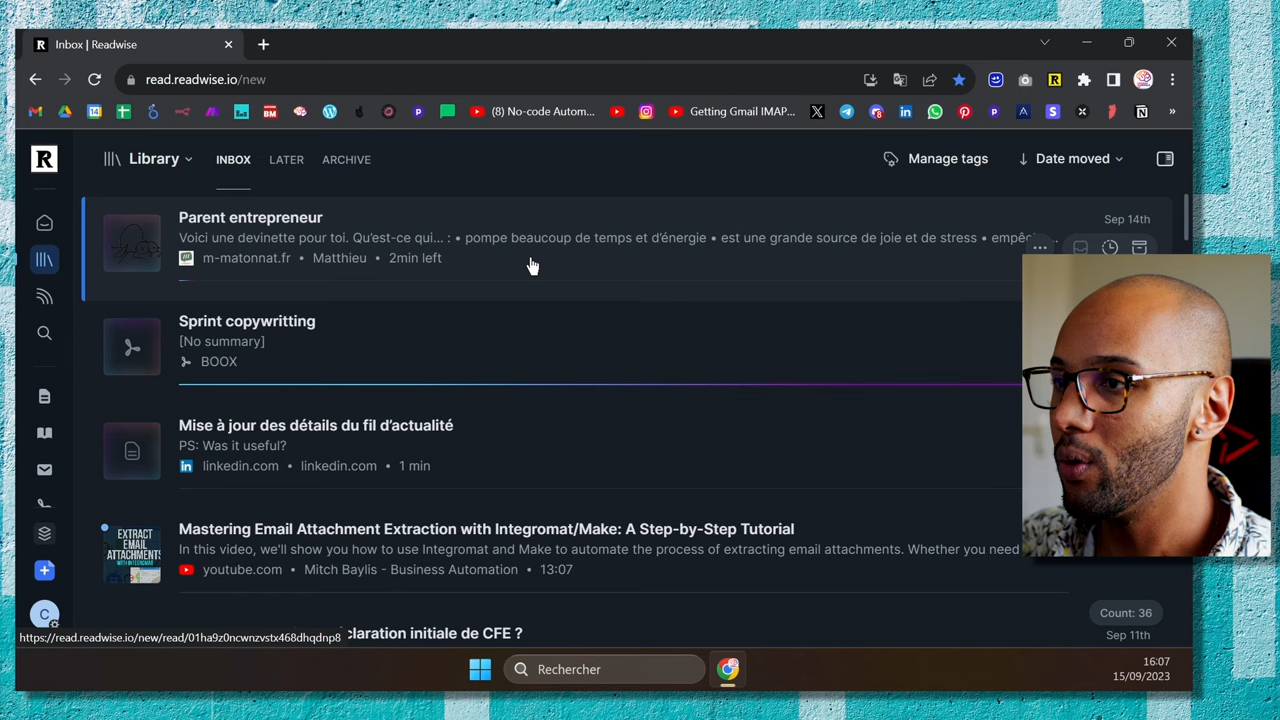 Inbox | Readwise
read.readwise.io/new
(8) No-code Autom...
Getting Gmail IMAP...
R
Library
INBOX
LATER
ARCHIVE
Manage tags
Date moved
Parent entrepreneur
Sep 14th
Voici une devinette pour toi. Qu'est-ce qui... : • pompe beaucoup de temps et d'énergie • est une grande source de joie et de stress • empêc...
m-matonnat.fr • Matthieu • 2min left
Sprint copywritting
[No summary]
BOOX
Mise à jour des détails du fil d'actualité
PS: Was it useful?
linkedin.com • linkedin.com • 1 min
EXTRACT
EMAIL
ATTACHMENTS
WITH INTEGROMAT
Mastering Email Attachment Extraction with Integromat/Make: A Step-by-Step Tutorial
In this video, we'll show you how to use Integromat and Make to automate the process of extracting email attachments. Whether you need
youtube.com • Mitch Baylis - Business Automation • 13:07
Count: 36
C
https://read.readwise.io/new/read/01ha9z0ncwnzvstx468dhqdnp8
claration initiale de CFE ?
Sep 11th
Rechercher
16:07
15/09/2023